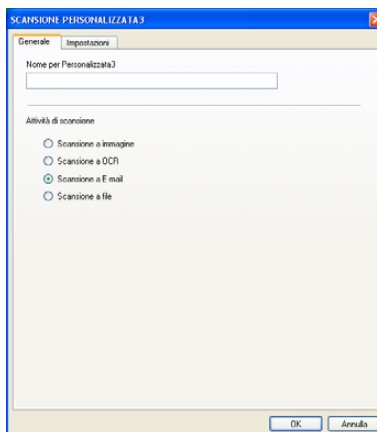 SCANSIONE PERSONALIZZATA3
Generale Impostazioni
Nome per Personalizzata3
Attività di scansione
Scansione a immagine
Scansione a OCR
Scansione a E-mail
Scansione a file
OK Annulla